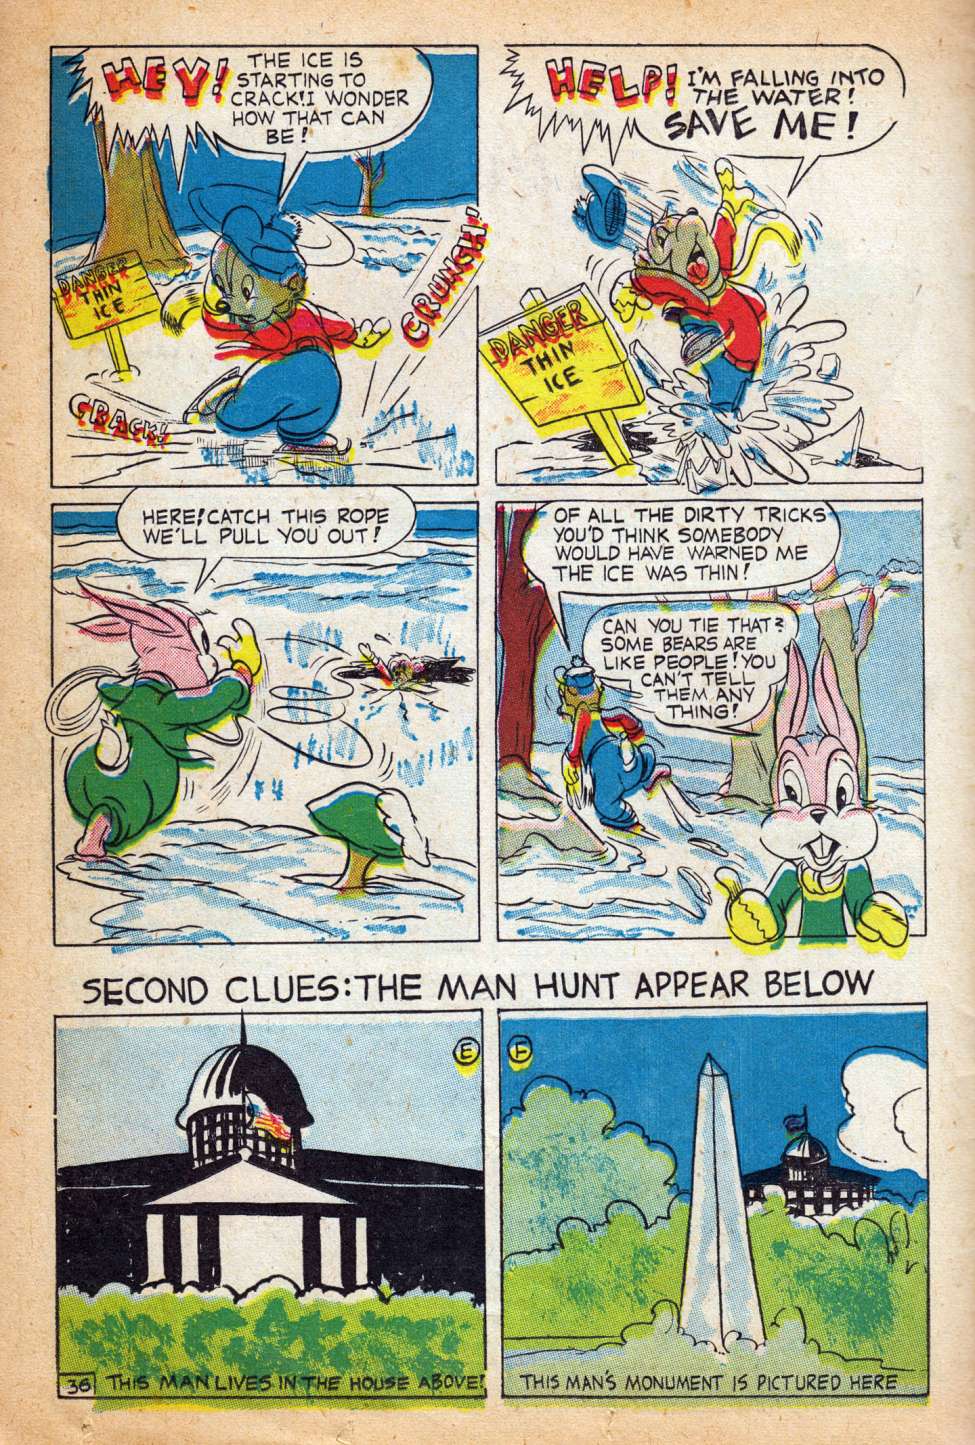 HEY! THE ICE IS
STARTING TO
CRACK! I WONDER
HOW THAT CAN
BE!
DANGER
THIN
ICE
CRUNCH!
CRACK!
HELP! I'M FALLING INTO
THE WATER!
SAVE ME!
DANGER
THIN
ICE
HERE! CATCH THIS ROPE
WE'LL PULL YOU OUT!
OF ALL THE DIRTY TRICKS
YOU'D THINK SOMEBODY
WOULD HAVE WARNED ME
THE ICE WAS THIN!
CAN YOU TIE THAT?
SOME BEARS ARE
LIKE PEOPLE! YOU
CAN'T TELL
THEM ANY
THING!
SECOND CLUES: THE MAN HUNT APPEAR BELOW
E
36 THIS MAN LIVES IN THE HOUSE ABOVE!
F
THIS MAN'S MONUMENT IS PICTURED HERE